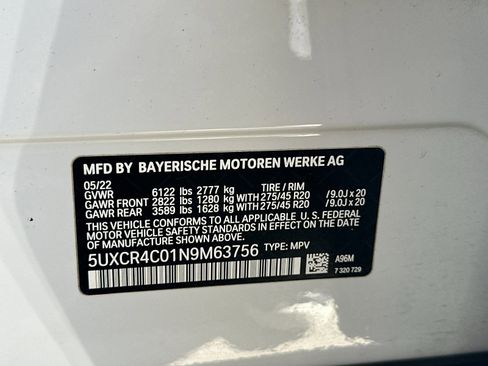 MFD BY BAYERISCHE MOTOREN WERKE AG
05/22
GVWR 6122 lbs 2777 kg TIRE / RIM
GAWR FRONT 2822 lbs 1280 kg WITH 275/45 R20 /9.0J x 20
GAWR REAR 3589 lbs 1628 kg WITH 275/45 R20 /9.0J x 20
THIS VEHICLE CONFORMS TO ALL APPLICABLE U. S. FEDERAL
MOTOR VEHICLE SAFETY STANDARDS IN EFFECT ON THE DATE
OF MANUFACTURE SHOWN ABOVE.
5UXCR4C01N9M63756 TYPE: MPV
A96M
7 320 729